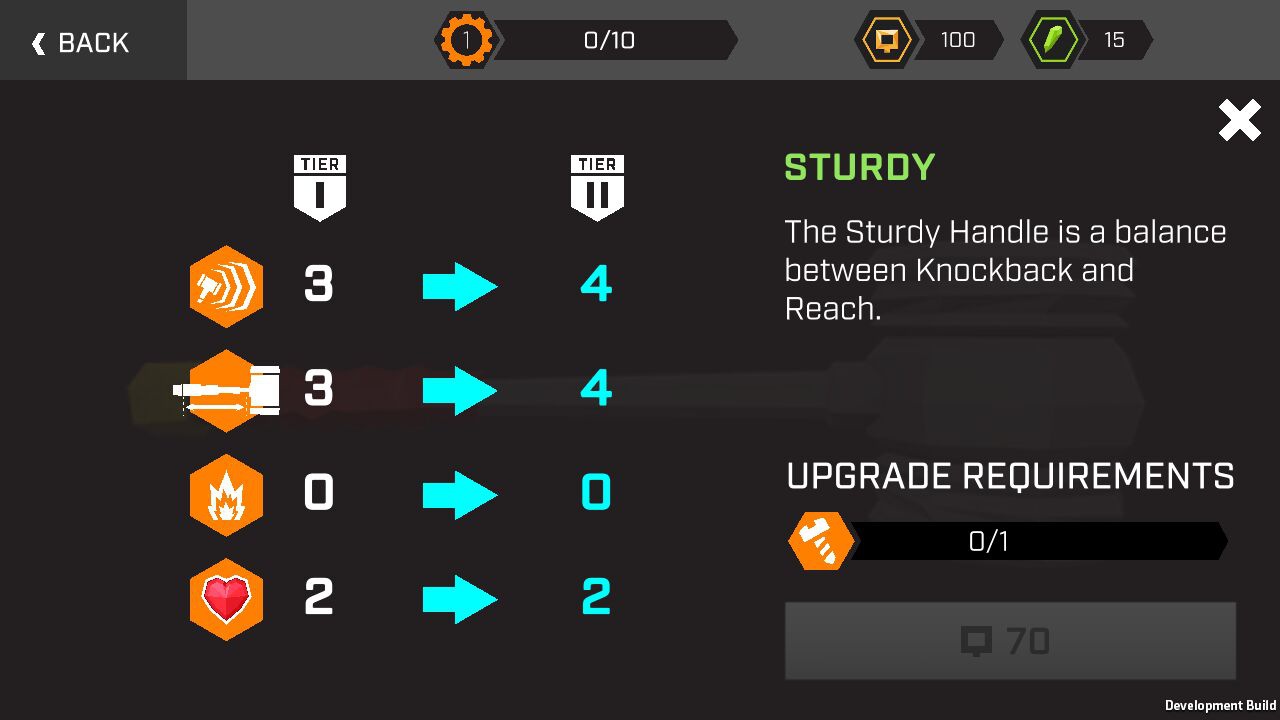 BACK
1
0/10
100
15
TIER
I
TIER
II
STURDY
The Sturdy Handle is a balance
between Knockback and
Reach.
3
4
3
4
0
0
2
2
UPGRADE REQUIREMENTS
0/1
70
Development Build